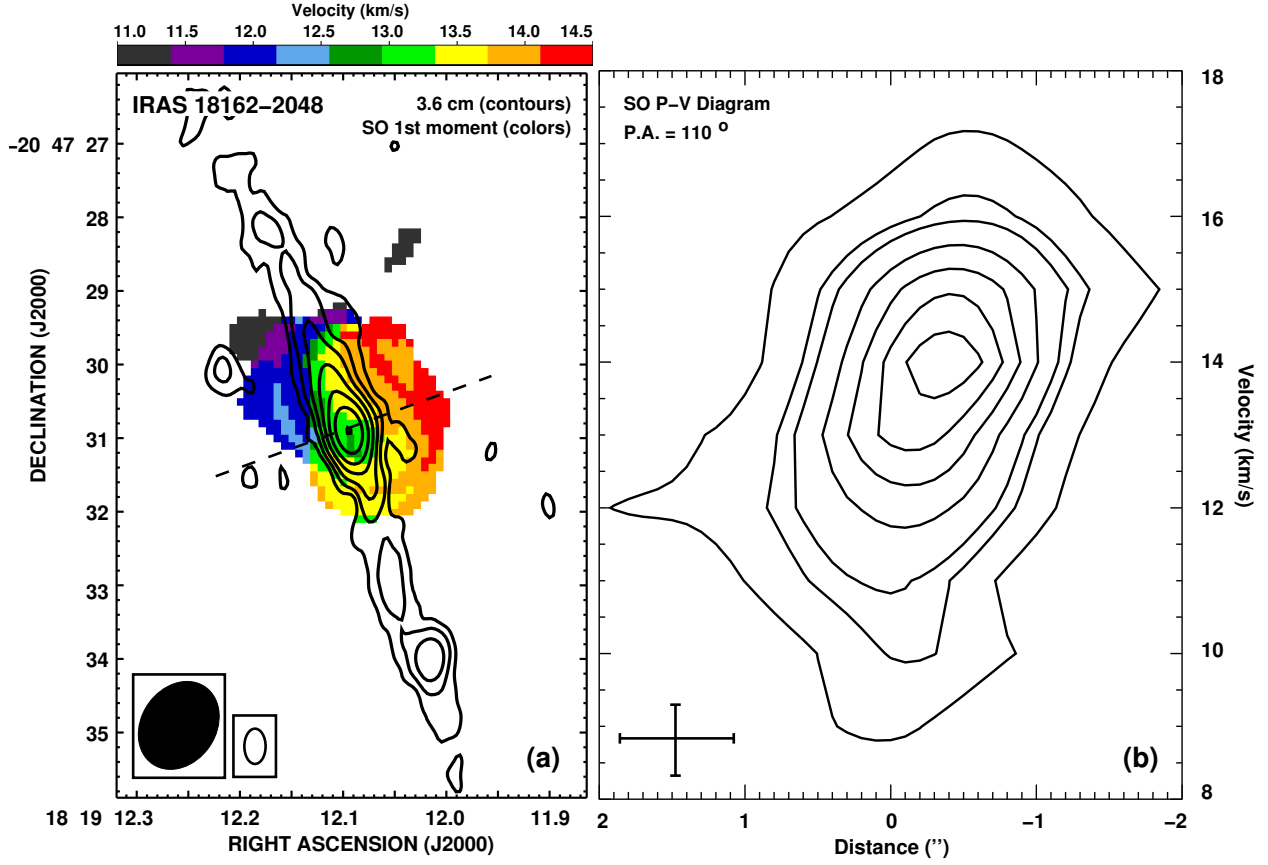 Velocity (km/s)
11.0 11.5 12.0 12.5 13.0 13.5 14.0 14.5
IRAS 18162−2048
3.6 cm (contours)
SO 1st moment (colors)
−20 47 27
28
29
30
31
32
33
34
35
DECLINATION (J2000)
(a)
18 19 12.3 12.2 12.1 12.0 11.9
RIGHT ASCENSION (J2000)
SO P−V Diagram
P.A. = 110 °
18
16
14
12
10
8
Velocity (km/s)
(b)
2 1 0 −1 −2
Distance (’’)